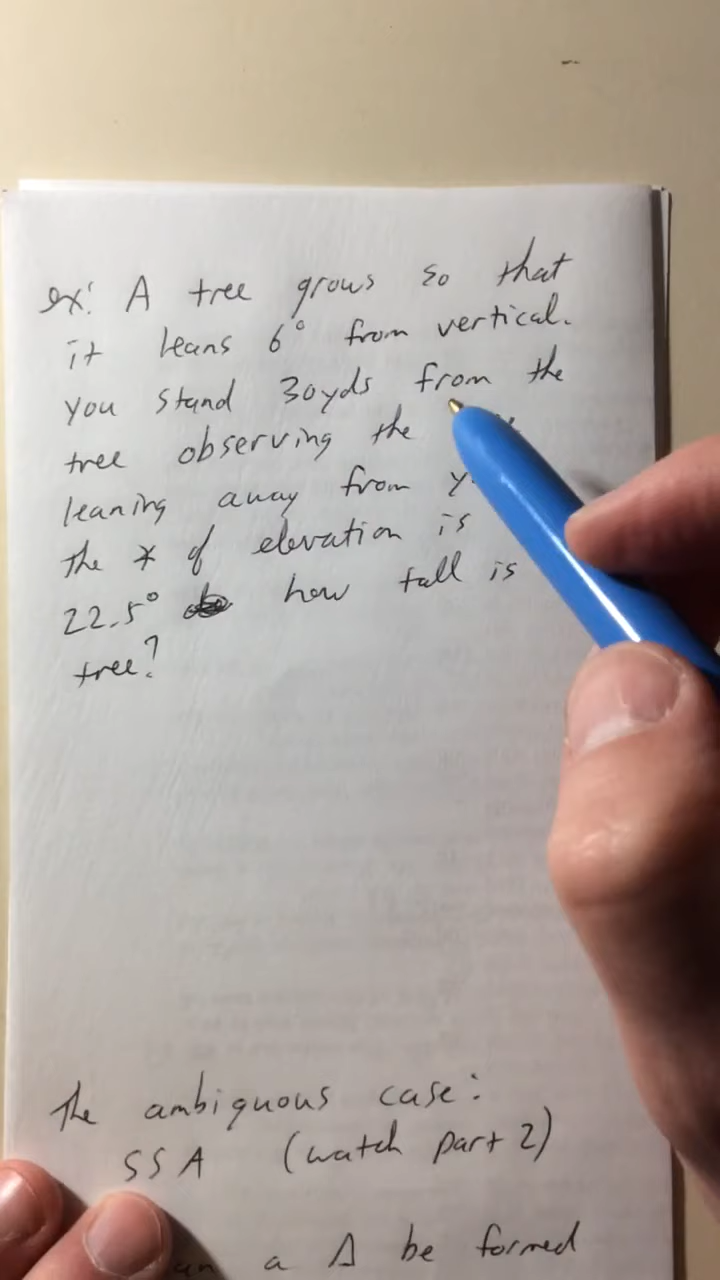 ex: A tree grows so that
it leans 6° from vertical.
you stand 30yds from the
tree observing the
leaning away from
the ∡ of elevation is
22.5° how tall is
tree?
The ambiguous case:
SSA (watch part 2)
a Δ be formed